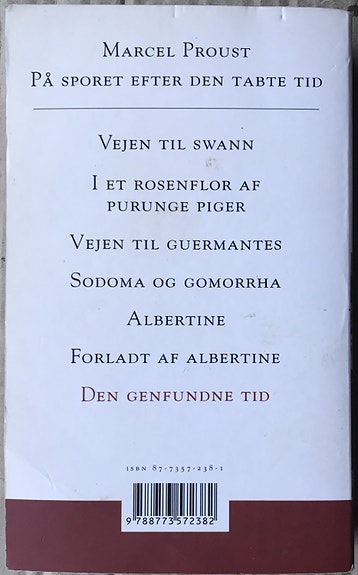 MARCEL PROUST
PÅ SPORET EFTER DEN TABTE TID
VEJEN TIL SWANN
I ET ROSENFLOR AF
PURUNGE PIGER
VEJEN TIL GUERMANTES
SODOMA OG GOMORRHA
ALBERTINE
FORLADT AF ALBERTINE
DEN GENFUNDNE TID
ISBN 87-7357-238-1
9 788773 572382